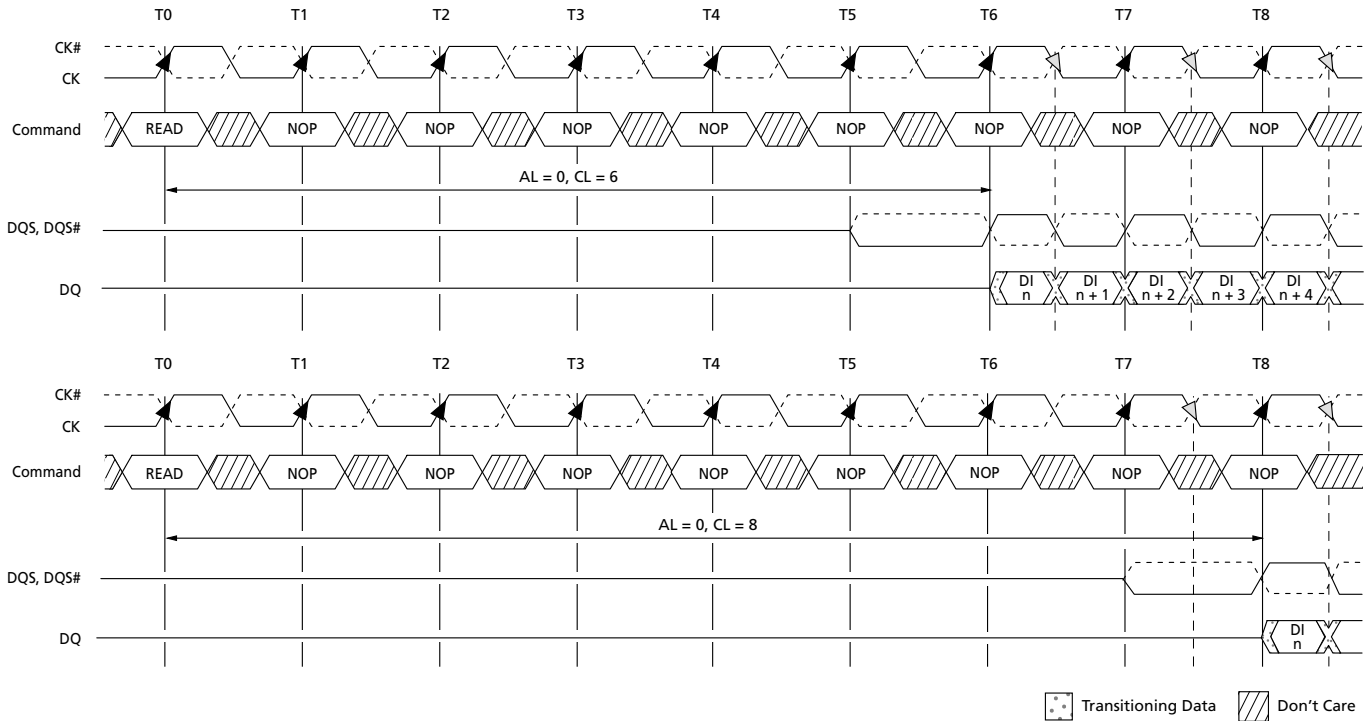 T0 T1 T2 T3 T4 T5 T6 T7 T8
CK#
CK
Command READ NOP NOP NOP NOP NOP NOP NOP NOP
AL = 0, CL = 6
DQS, DQS#
DQ DI n DI n + 1 DI n + 2 DI n + 3 DI n + 4
T0 T1 T2 T3 T4 T5 T6 T7 T8
CK#
CK
Command READ NOP NOP NOP NOP NOP NOP NOP NOP
AL = 0, CL = 8
DQS, DQS#
DQ DI n
Transitioning Data Don't Care